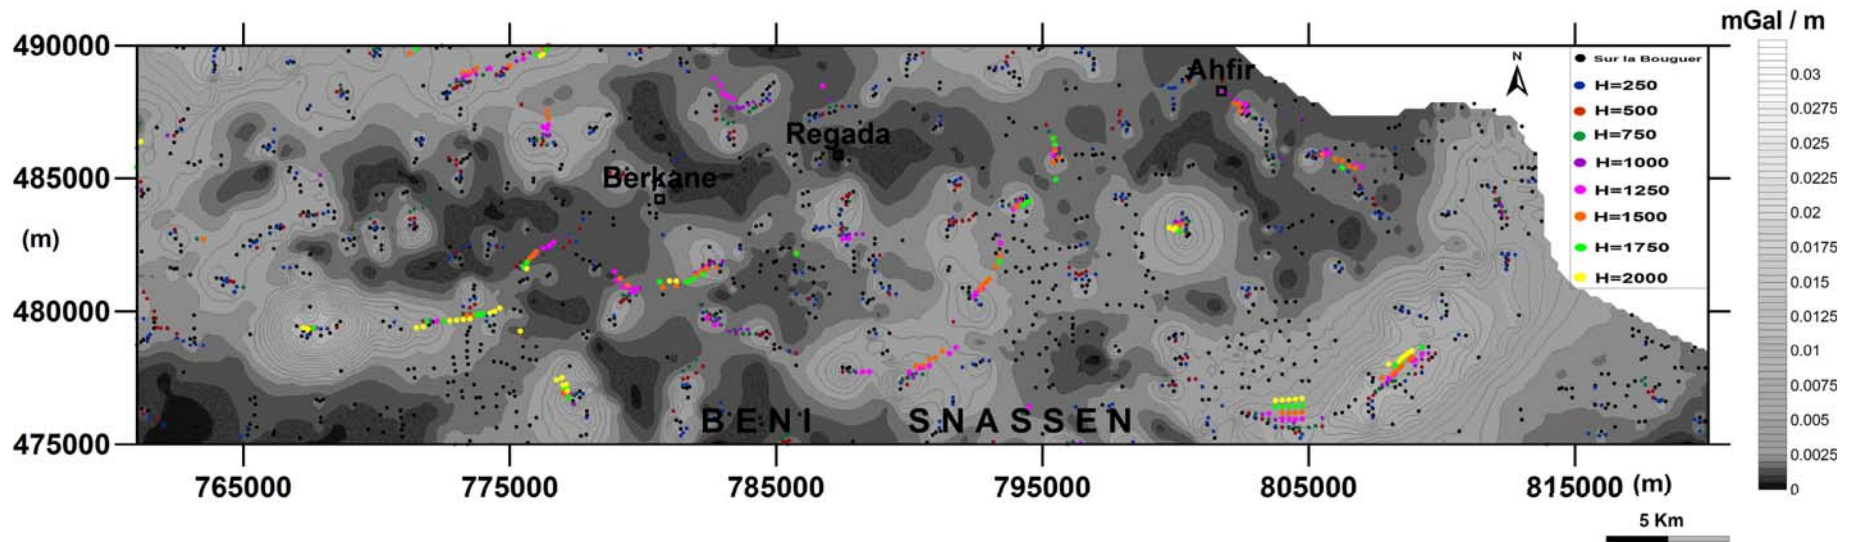 mGal / m
490000
485000
(m)
480000
475000
765000
775000
785000
795000
805000
815000 (m)
Ahfir
Regada
Berkane
BENI SNASSEN
N
Sur la Bouguer
H=250
H=500
H=750
H=1000
H=1250
H=1500
H=1750
H=2000
0.03
0.0275
0.025
0.0225
0.02
0.0175
0.015
0.0125
0.01
0.0075
0.005
0.0025
0
5 Km